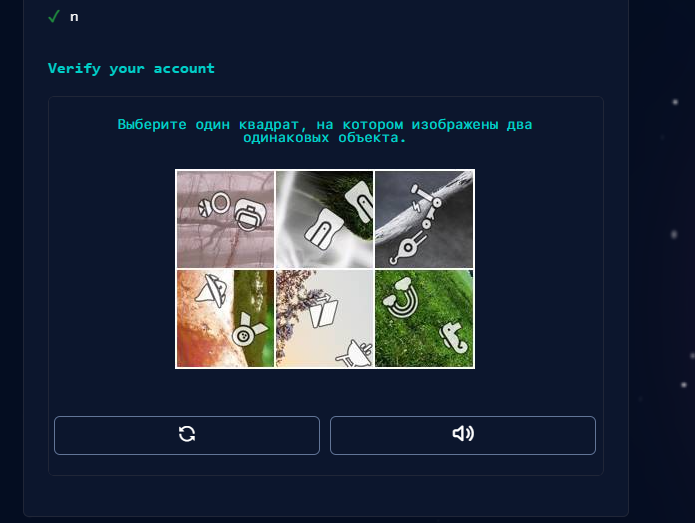 n
Verify your account
Выберите один квадрат, на котором изображены два
одинаковых объекта.